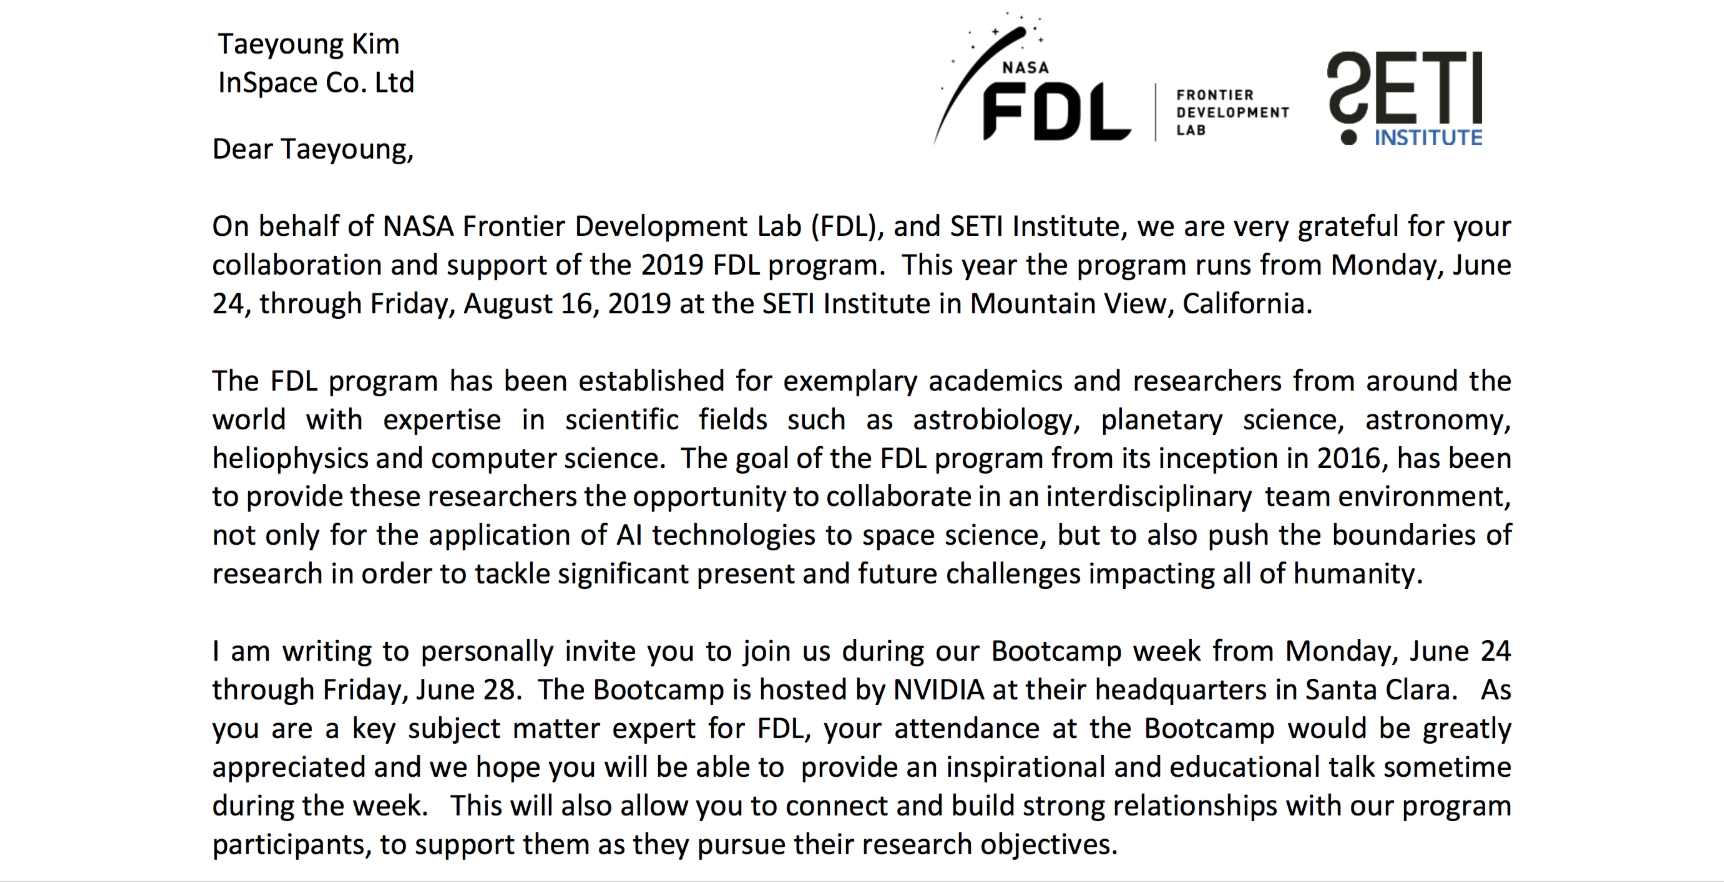 Taeyoung Kim
InSpace Co. Ltd
NASA
FDL
FRONTIER
DEVELOPMENT
LAB
SETI
INSTITUTE
Dear Taeyoung,
On behalf of NASA Frontier Development Lab (FDL), and SETI Institute, we are very grateful for your
collaboration and support of the 2019 FDL program.  This year the program runs from Monday, June
24, through Friday, August 16, 2019 at the SETI Institute in Mountain View, California.
The FDL program has been established for exemplary academics and researchers from around the
world with expertise in scientific fields such as astrobiology, planetary science, astronomy,
heliophysics and computer science.  The goal of the FDL program from its inception in 2016, has been
to provide these researchers the opportunity to collaborate in an interdisciplinary team environment,
not only for the application of AI technologies to space science, but to also push the boundaries of
research in order to tackle significant present and future challenges impacting all of humanity.
I am writing to personally invite you to join us during our Bootcamp week from Monday, June 24
through Friday, June 28.  The Bootcamp is hosted by NVIDIA at their headquarters in Santa Clara.   As
you are a key subject matter expert for FDL, your attendance at the Bootcamp would be greatly
appreciated and we hope you will be able to  provide an inspirational and educational talk sometime
during the week.   This will also allow you to connect and build strong relationships with our program
participants, to support them as they pursue their research objectives.